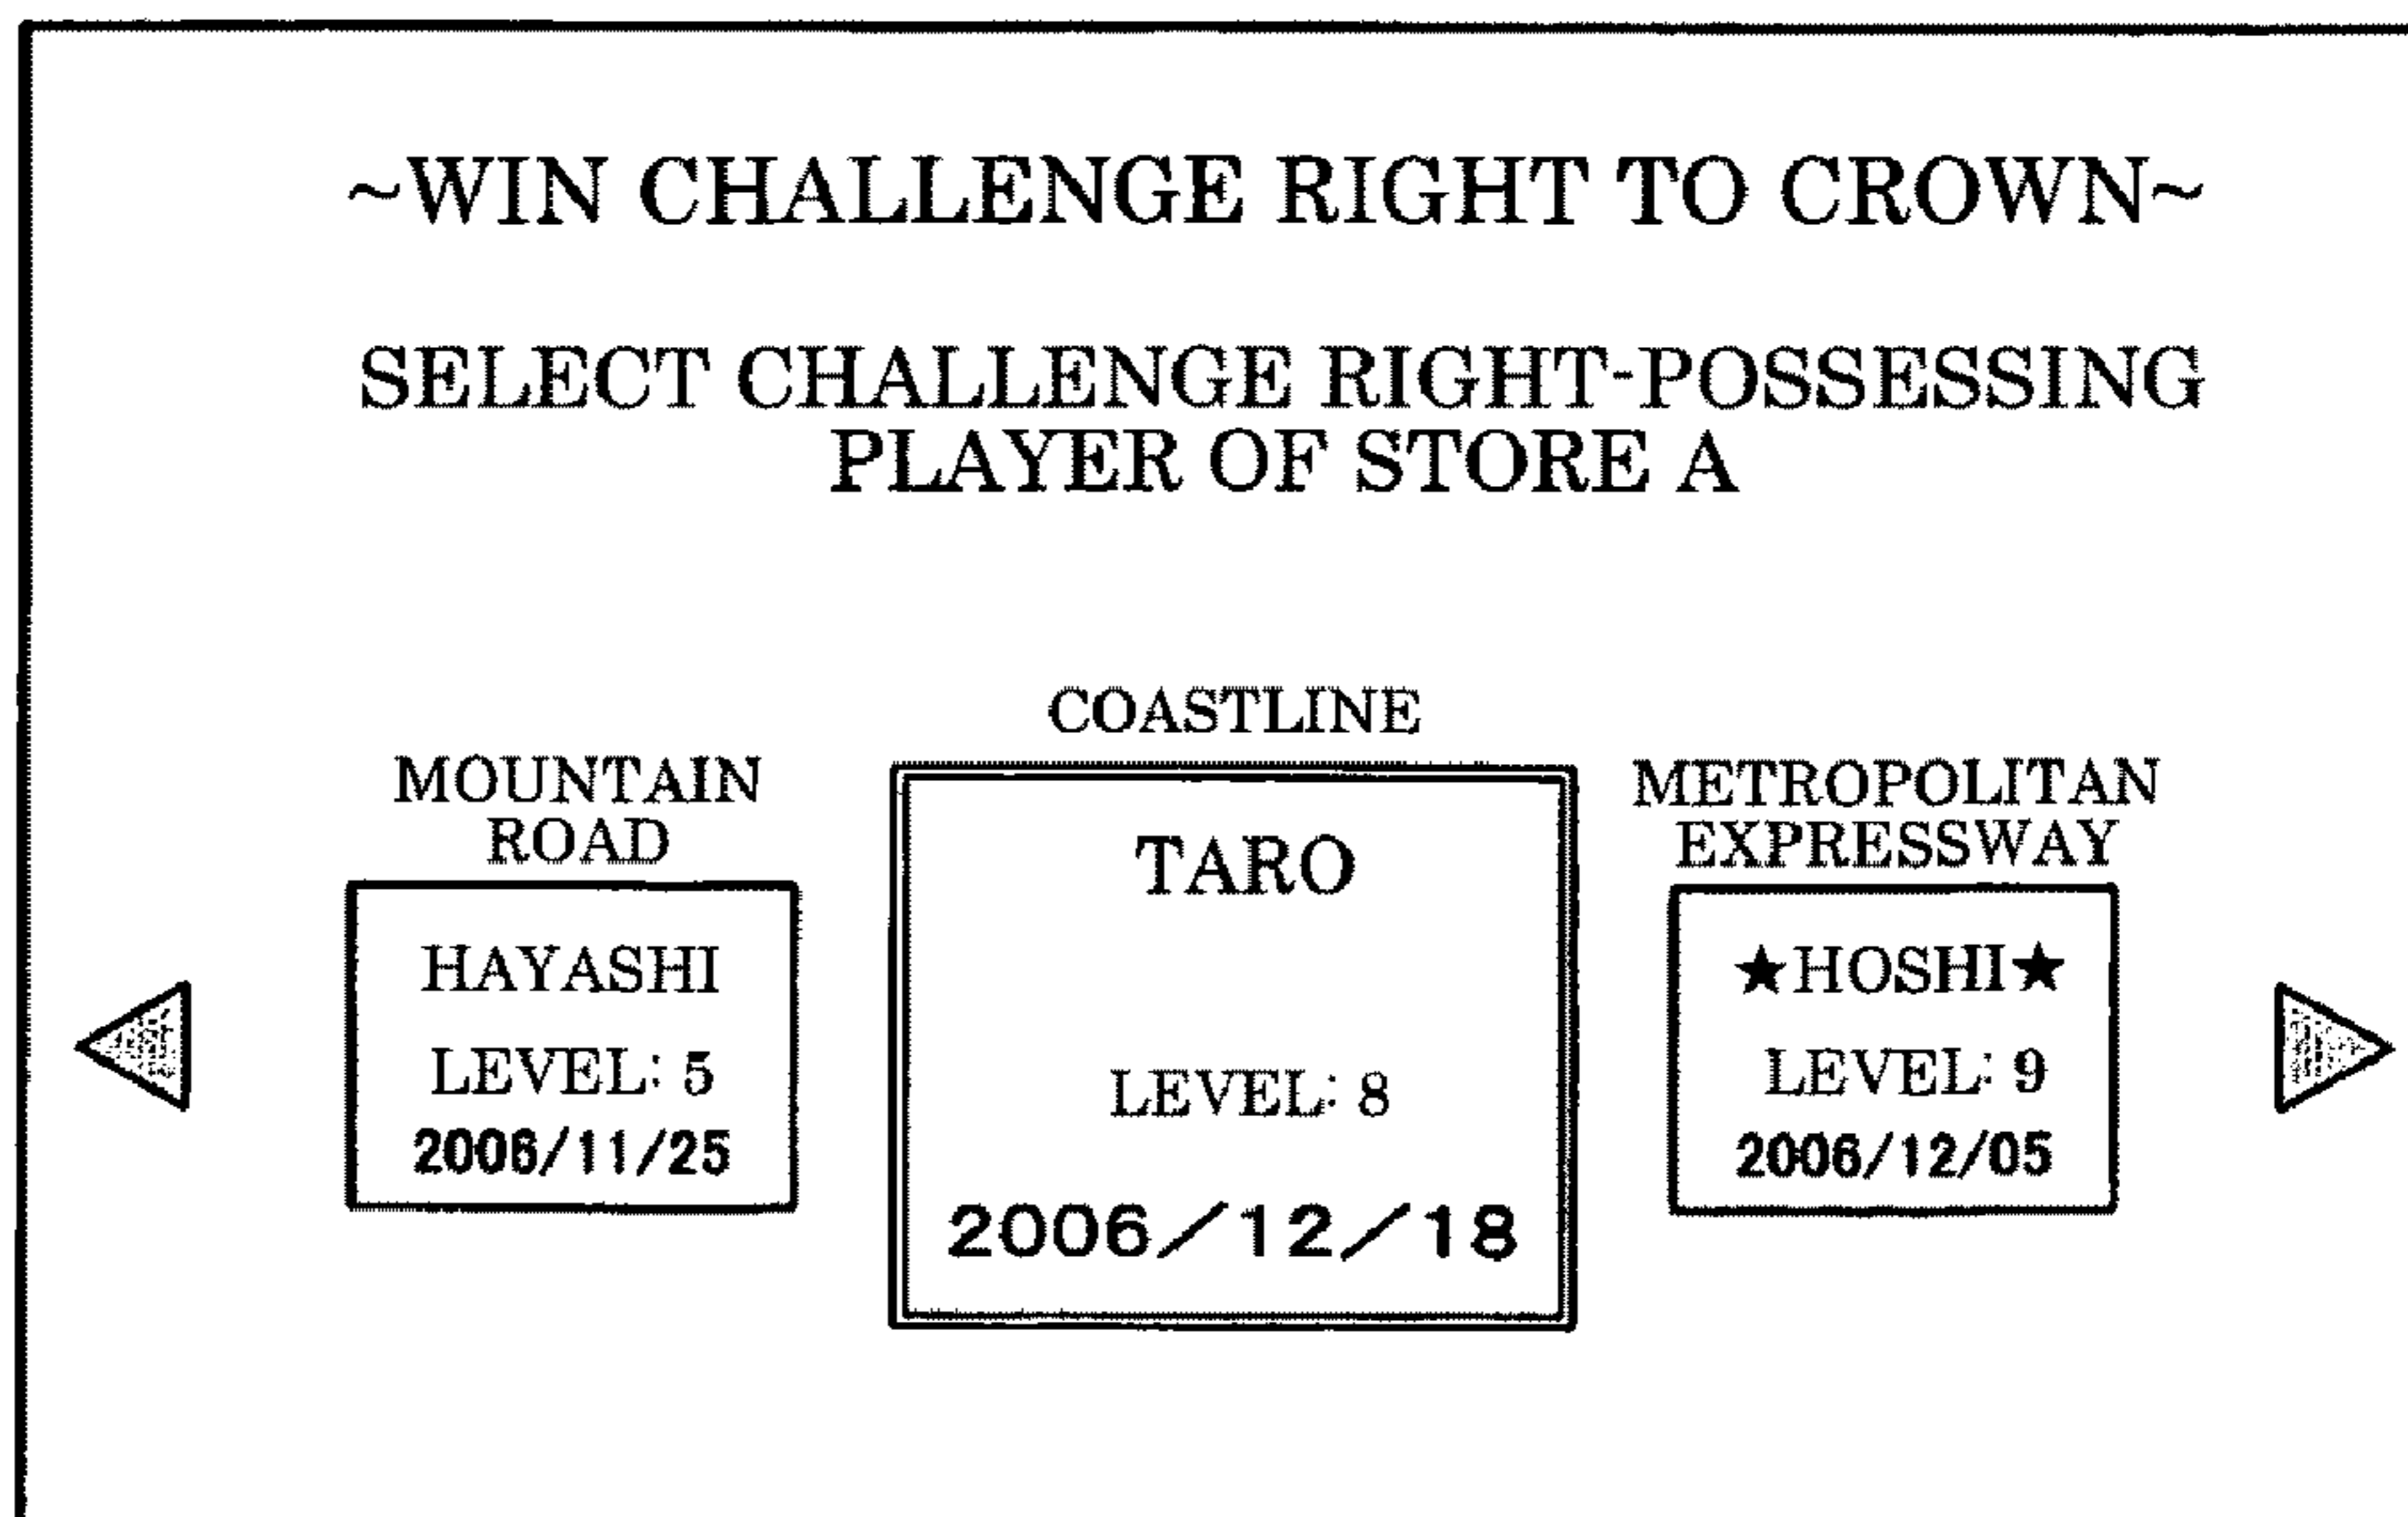 ~WIN CHALLENGE RIGHT TO CROWN~
SELECT CHALLENGE RIGHT-POSSESSING
PLAYER OF STORE A
MOUNTAIN
ROAD
HAYASHI
LEVEL: 5
2006/11/25
COASTLINE
TARO
LEVEL: 8
2006/12/18
METROPOLITAN
EXPRESSWAY
★HOSHI★
LEVEL: 9
2006/12/05